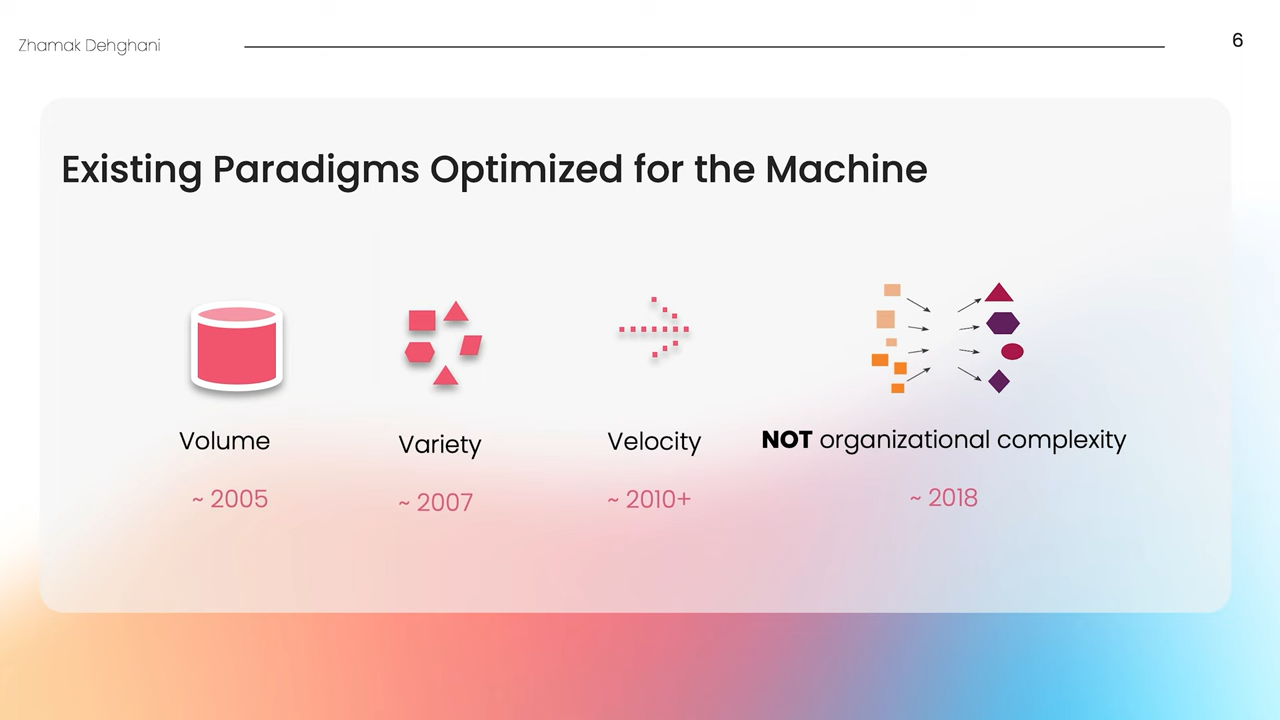 Zhamak Dehghani
6
Existing Paradigms Optimized for the Machine
Volume
Variety
Velocity
NOT organizational complexity
~ 2005
~ 2007
~ 2010+
~ 2018